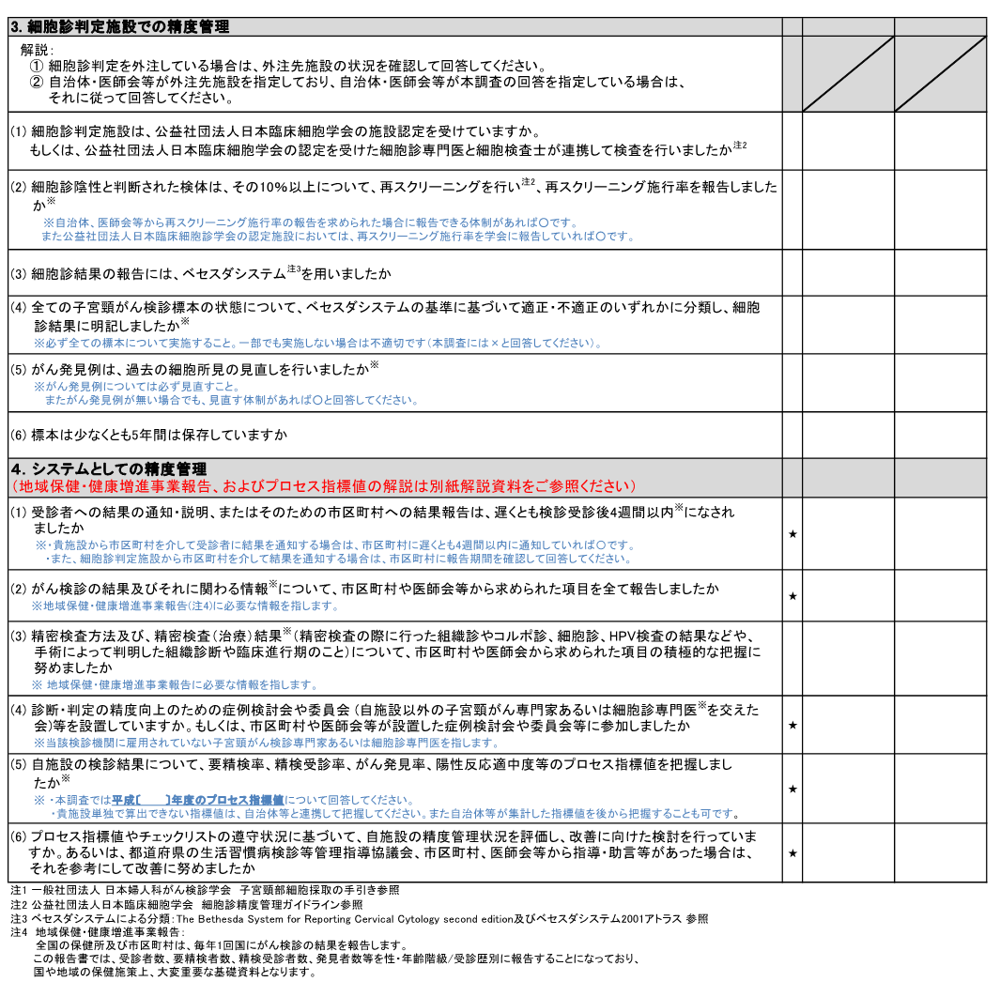 3. 細胞診判定施設での精度管理
解説:
① 細胞診判定を外注している場合は、外注先施設の状況を確認して回答してください。
② 自治体・医師会等が外注先施設を指定しており、自治体・医師会等が本調査の回答を指定している場合は、
それに従って回答してください。
(1) 細胞診判定施設は、公益社団法人日本臨床細胞学会の施設認定を受けていますか。
もしくは、公益社団法人日本臨床細胞学会の認定を受けた細胞診専門医と細胞検査士が連携して検査を行いましたか注2
(2) 細胞診陰性と判断された検体は、その10%以上について、再スクリーニングを行い注2、再スクリーニング施行率を報告しました
か※
※自治体、医師会等から再スクリーニング施行率の報告を求められた場合に報告できる体制があれば○です。
また公益社団法人日本臨床細胞診学会の認定施設においては、再スクリーニング施行率を学会に報告していれば○です。
(3) 細胞診結果の報告には、ベセスダシステム注3を用いましたか
(4) 全ての子宮頸がん検診標本の状態について、ベセスダシステムの基準に基づいて適正・不適正のいずれかに分類し、細胞
診結果に明記しましたか※
※必ず全ての標本について実施すること。一部でも実施しない場合は不適切です(本調査には×と回答してください)。
(5) がん発見例は、過去の細胞所見の見直しを行いましたか※
※がん発見例については必ず見直すこと。
またがん発見例が無い場合でも、見直す体制があれば○と回答してください。
(6) 標本は少なくとも5年間は保存していますか
4. システムとしての精度管理
(地域保健・健康増進事業報告、およびプロセス指標値の解説は別紙解説資料をご参照ください)
(1) 受診者への結果の通知・説明、またはそのための市区町村への結果報告は、遅くとも検診受診後4週間以内※になされ
ましたか
★
※・貴施設から市区町村を介して受診者に結果を通知する場合は、市区町村に遅くとも4週間以内に通知していれば○です。
・また、細胞診判定施設から市区町村を介して結果を通知する場合は、市区町村に報告期間を確認して回答してください。
(2) がん検診の結果及びそれに関わる情報※について、市区町村や医師会等から求められた項目を全て報告しましたか
★
※地域保健・健康増進事業報告(注4)に必要な情報を指します。
(3) 精密検査方法及び、精密検査(治療)結果※(精密検査の際に行った組織診やコルポ診、細胞診、HPV検査の結果などや、
手術によって判明した組織診断や臨床進行期のこと)について、市区町村や医師会から求められた項目の積極的な把握に
努めましたか
※ 地域保健・健康増進事業報告に必要な情報を指します。
(4) 診断・判定の精度向上のための症例検討会や委員会(自施設以外の子宮頸がん専門家あるいは細胞診専門医※を交えた
会)等を設置していますか。もしくは、市区町村や医師会等が設置した症例検討会や委員会等に参加しましたか
★
※当該検診機関に雇用されていない子宮頸がん検診専門家あるいは細胞診専門医を指します。
(5) 自施設の検診結果について、要精検率、精検受診率、がん発見率、陽性反応適中度等のプロセス指標値を把握しまし
たか※
★
※ ・本調査では平成〔　　〕年度のプロセス指標値について回答してください。
・貴施設単独で算出できない指標値は、自治体等と連携して把握してください。また自治体等が集計した指標値を後から把握することも可です。
(6) プロセス指標値やチェックリストの遵守状況に基づいて、自施設の精度管理状況を評価し、改善に向けた検討を行っていま
すか。あるいは、都道府県の生活習慣病検診等管理指導協議会、市区町村、医師会等から指導・助言等があった場合は、
★
それを参考にして改善に努めましたか
注1 一般社団法人 日本婦人科がん検診学会 子宮頸部細胞採取の手引き参照
注2 公益社団法人日本臨床細胞学会 細胞診精度管理ガイドライン参照
注3 ベセスダシステムによる分類:The Bethesda System for Reporting Cervical Cytology second edition及びベセスダシステム2001アトラス 参照
注4 地域保健・健康増進事業報告:
全国の保健所及び市区町村は、毎年1回国にがん検診の結果を報告します。
この報告書では、受診者数、要精検者数、精検受診者数、発見者数等を性・年齢階級/受診歴別に報告することになっており、
国や地域の保健施策上、大変重要な基礎資料となります。